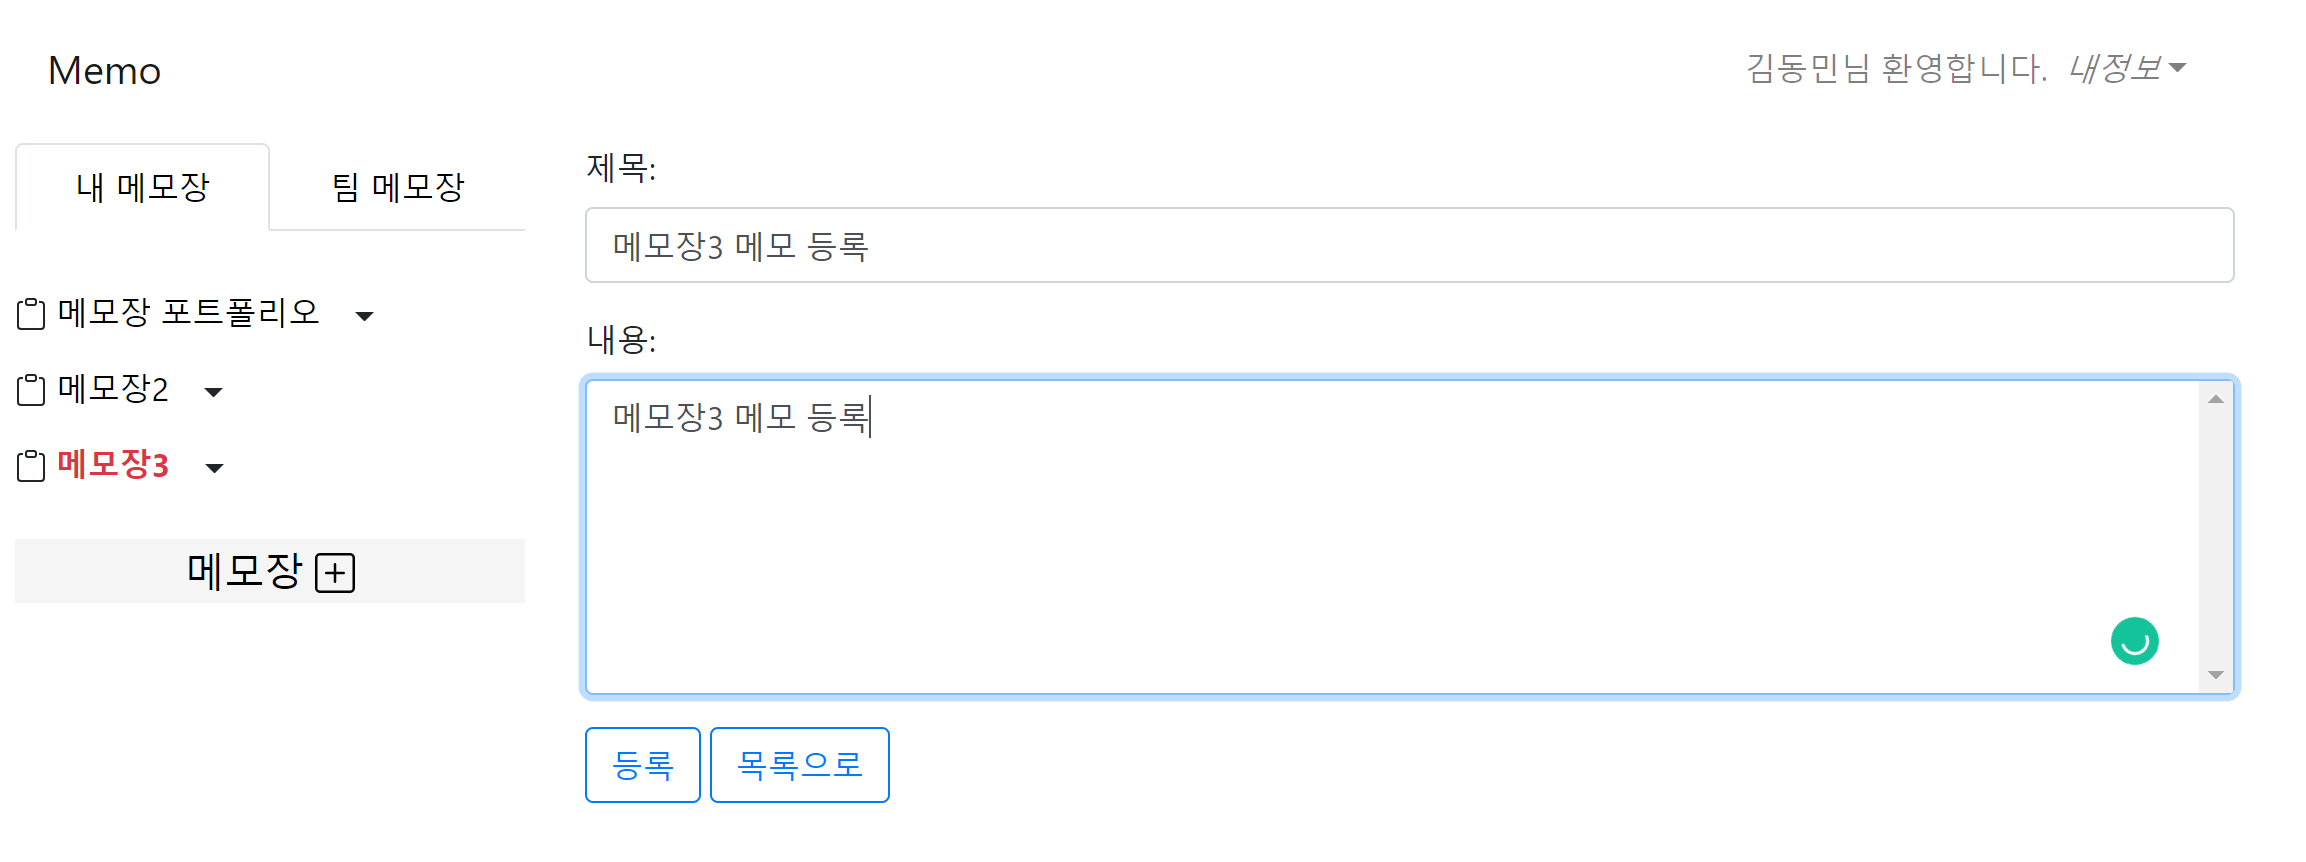 Memo
김동민님 환영합니다. 내정보
내 메모장
팀 메모장
메모장 포트폴리오
메모장2
메모장3
메모장
제목:
메모장3 메모 등록
내용:
메모장3 메모 등록
등록
목록으로